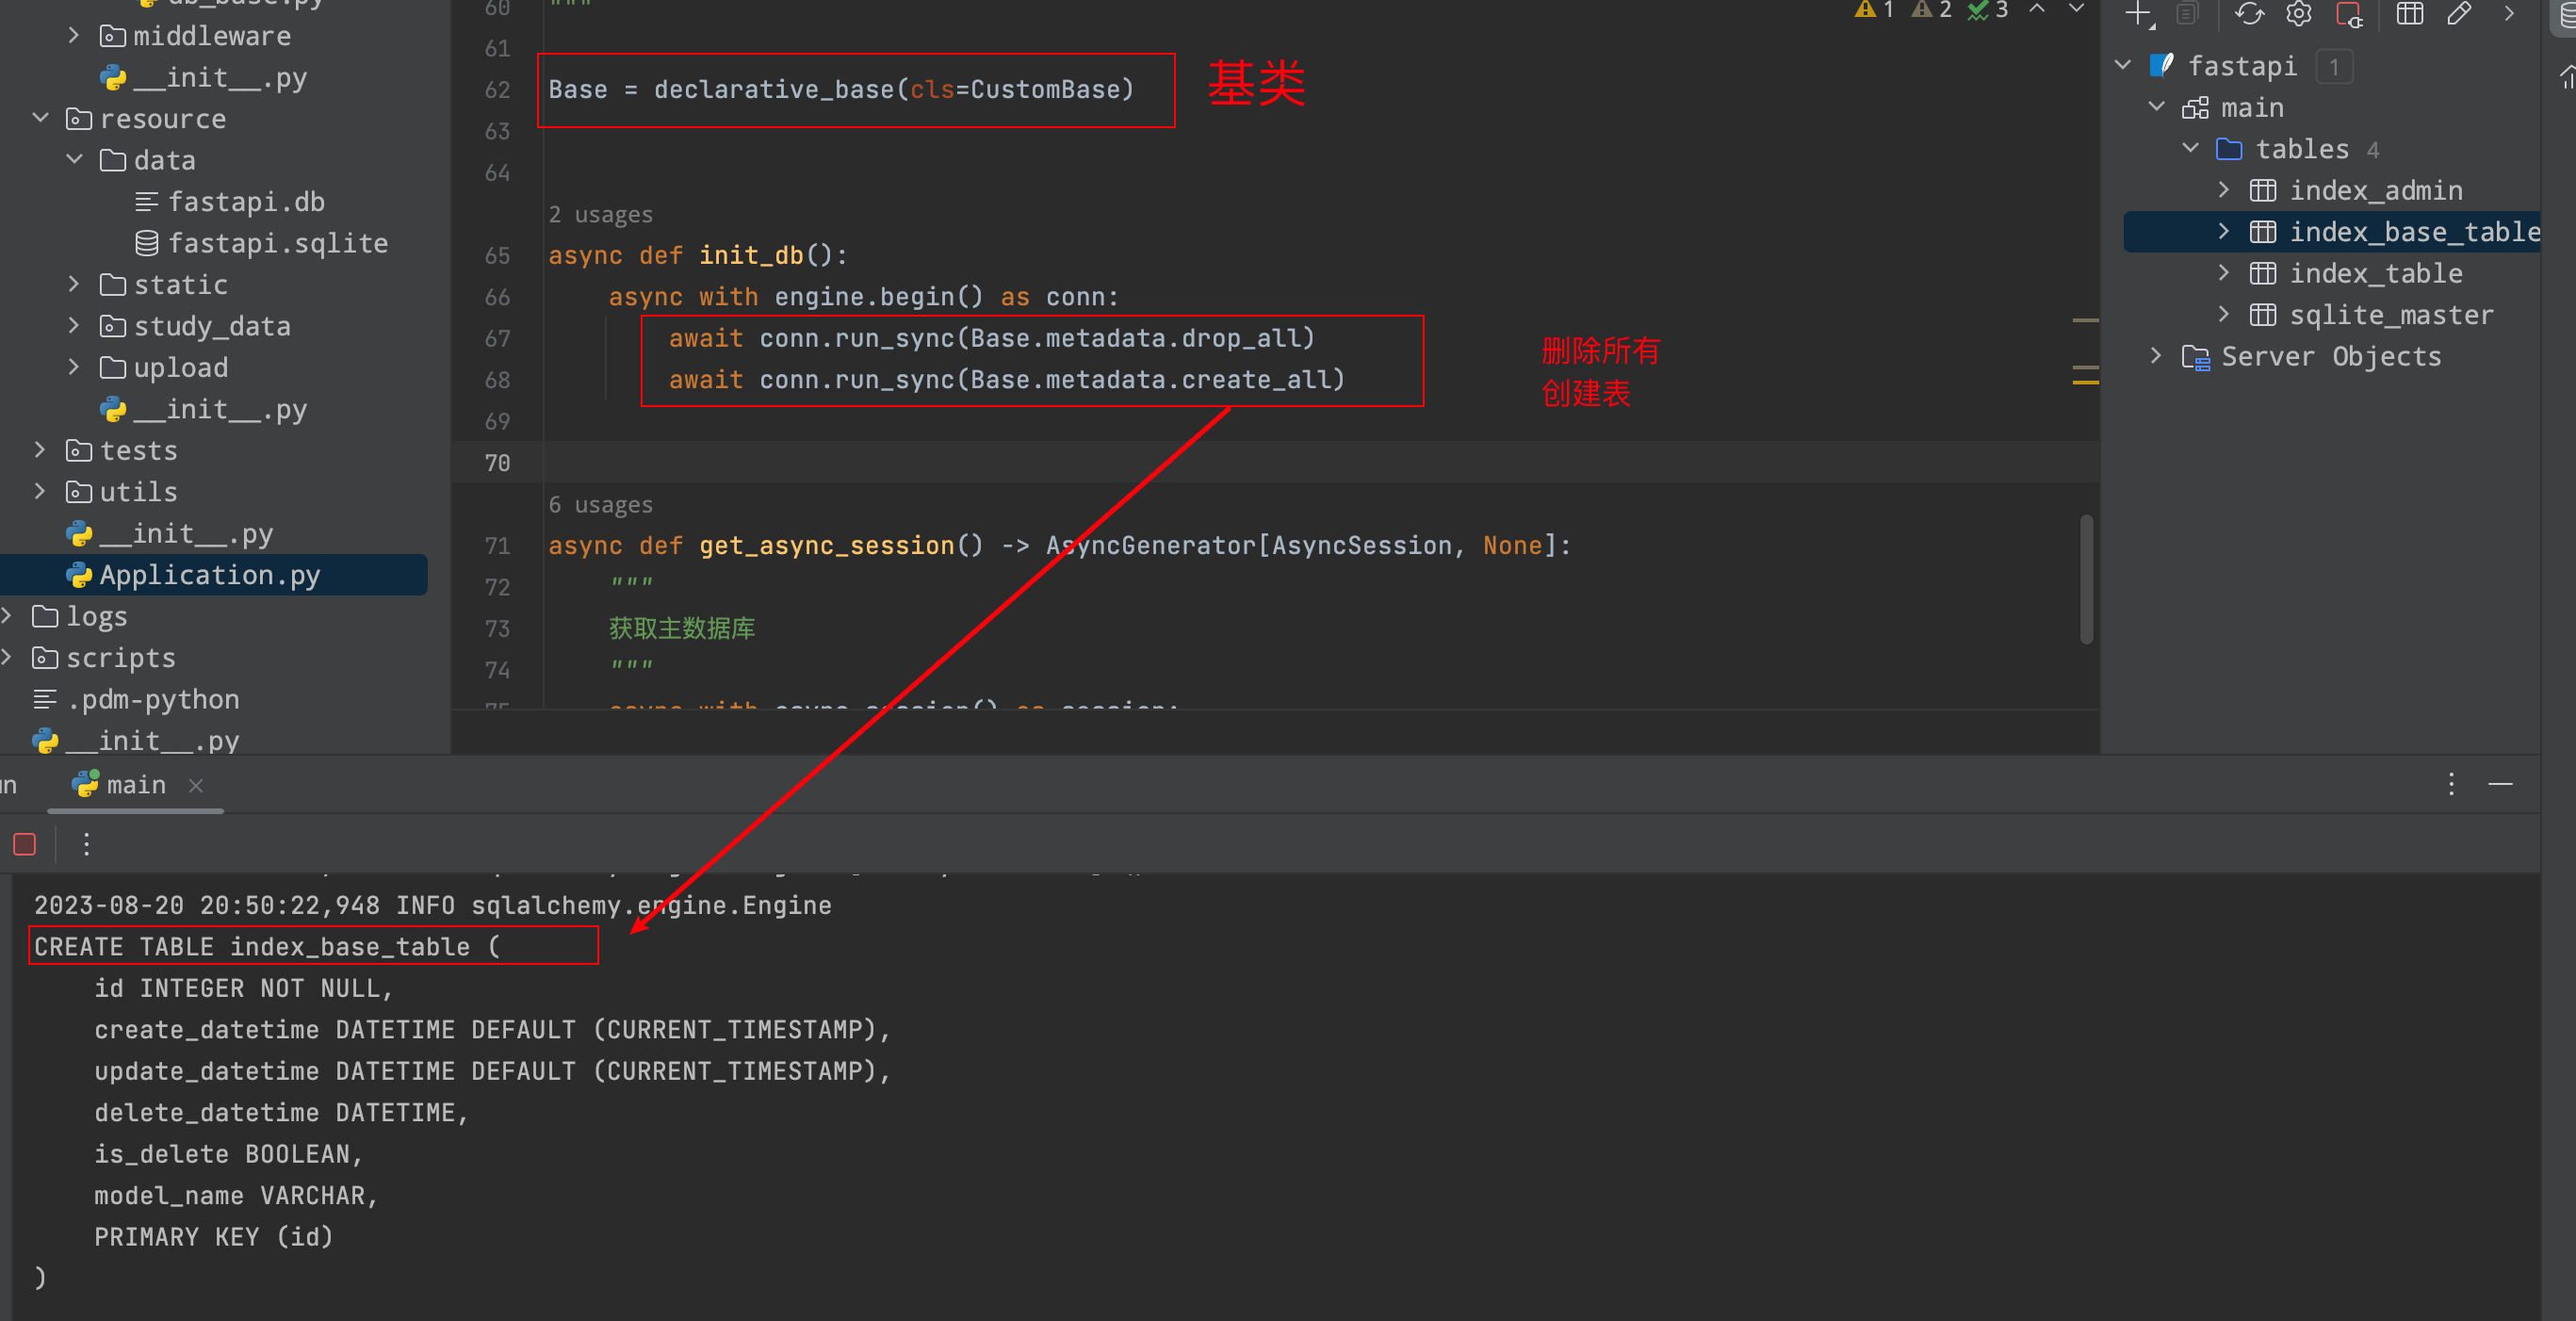 db_base.py
middleware
__init__.py
resource
data
fastapi.db
fastapi.sqlite
static
study_data
upload
__init__.py
tests
utils
__init__.py
Application.py
logs
scripts
.pdm-python
__init__.py
60 """
61
62 Base = declarative_base(cls=CustomBase)
基类
63
64
2 usages
65 async def init_db():
66 async with engine.begin() as conn:
67 await conn.run_sync(Base.metadata.drop_all)
删除所有
68 await conn.run_sync(Base.metadata.create_all)
创建表
69
70
6 usages
71 async def get_async_session() -> AsyncGenerator[AsyncSession, None]:
72 """
73 获取主数据库
74 """
75 async with async_session() as session:
1 2 3
fastapi 1
main
tables 4
index_admin
index_base_table
index_table
sqlite_master
Server Objects
main
2023-08-20 20:50:22,948 INFO sqlalchemy.engine.Engine
CREATE TABLE index_base_table (
id INTEGER NOT NULL,
create_datetime DATETIME DEFAULT (CURRENT_TIMESTAMP),
update_datetime DATETIME DEFAULT (CURRENT_TIMESTAMP),
delete_datetime DATETIME,
is_delete BOOLEAN,
model_name VARCHAR,
PRIMARY KEY (id)
)